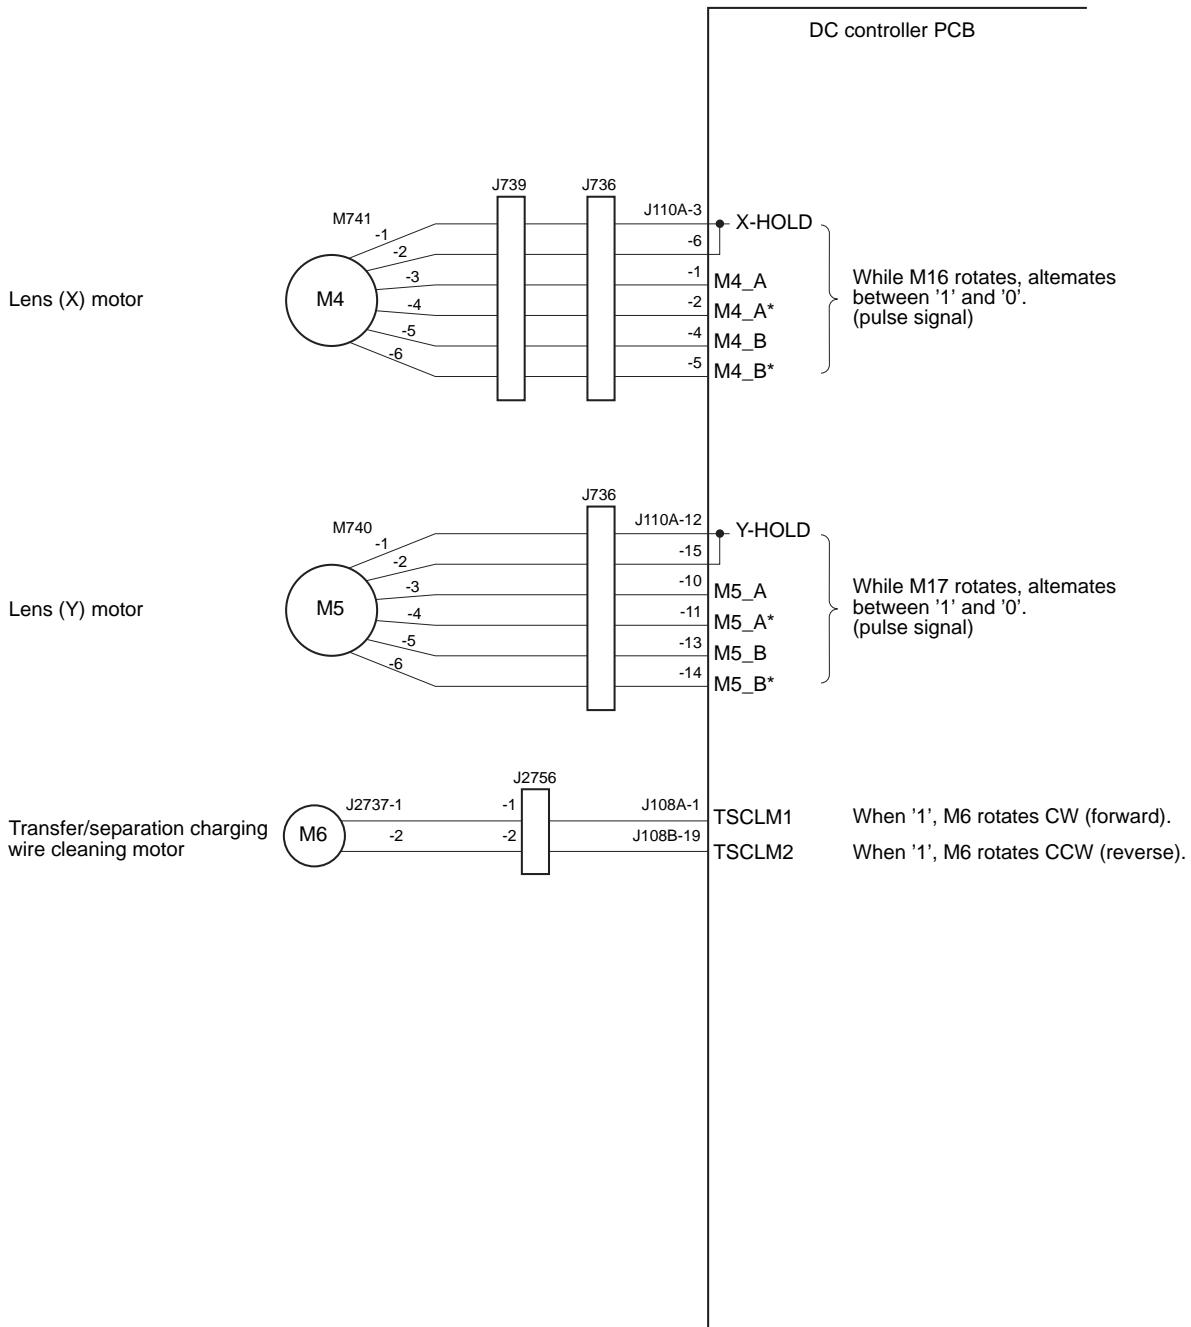 DC controller PCB
J739
J736
M741
J110A-3
X-HOLD
-1
-2
-6
-3
-1
M4_A
Lens (X) motor
M4
-4
-2
M4_A*
-5
-4
M4_B
-6
-5
M4_B*
While M16 rotates, altemates
between '1' and '0'.
(pulse signal)
J736
M740
J110A-12
Y-HOLD
-1
-2
-15
-3
-10
M5_A
Lens (Y) motor
M5
-4
-11
M5_A*
-5
-13
M5_B
-6
-14
M5_B*
While M17 rotates, altemates
between '1' and '0'.
(pulse signal)
J2756
J2737-1
-1
J108A-1
TSCLM1
When '1', M6 rotates CW (forward).
Transfer/separation charging
wire cleaning motor
M6
-2
-2
J108B-19
TSCLM2
When '1', M6 rotates CCW (reverse).